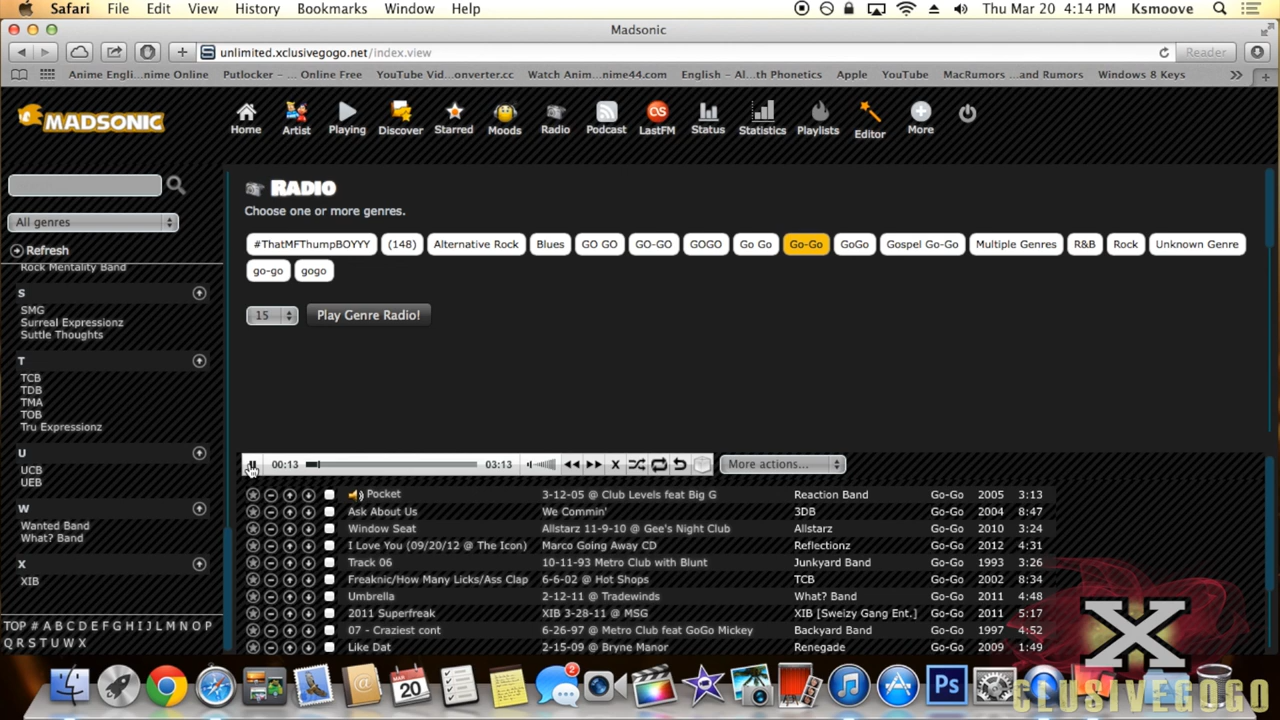 Safari File Edit View History Bookmarks Window Help Thu Mar 20 4:14 PM Ksmoove
Madsonic
unlimited.xclusivegogo.net/index.view Reader
Anime Engli...nime Online Putlocker - ... Online Free YouTube Vid...onverter.cc Watch Anim...nime44.com English - Al...th Phonetics Apple YouTube MacRumors ...and Rumors Windows 8 Keys
MADSONIC
Home Artist Playing Discover Starred Moods Radio Podcast LastFM Status Statistics Playlists Editor More
All genres
Refresh
Rock Mentality Band
S
SMG
Surreal Expressionz
Suttle Thoughts
T
TCB
TDB
TMA
TOB
Tru Expressionz
U
UCB
UEB
W
Wanted Band
What? Band
X
XIB
TOP # A B C D E F G H I J L M N O P
Q R S T U W X
RADIO
Choose one or more genres.
#ThatMFThumpBOYYY (148) Alternative Rock Blues GO GO GO-GO GOGO Go Go Go-Go GoGo Gospel Go-Go Multiple Genres R&B Rock Unknown Genre
go-go gogo
15 Play Genre Radio!
00:13 03:13 X More actions...
Pocket 3-12-05 @ Club Levels feat Big G Reaction Band Go-Go 2005 3:13
Ask About Us We Commin' 3DB Go-Go 2004 8:47
Window Seat Allstarz 11-9-10 @ Gee's Night Club Allstarz Go-Go 2010 3:24
I Love You (09/20/12 @ The Icon) Marco Going Away CD Reflectionz Go-Go 2012 4:31
Track 06 10-11-93 Metro Club with Blunt Junkyard Band Go-Go 1993 3:26
Freaknic/How Many Licks/Ass Clap 6-6-02 @ Hot Shops TCB Go-Go 2002 8:34
Umbrella 2-12-11 @ Tradewinds What? Band Go-Go 2011 4:48
2011 Superfreak XIB 3-28-11 @ MSG XIB [Sweizy Gang Ent.] Go-Go 2011 5:17
07 - Craziest cont 6-26-97 @ Metro Club feat GoGo Mickey Backyard Band Go-Go 1997 4:52
Like Dat 2-15-09 @ Bryne Manor Renegade Go-Go 2009 1:49
20
2
Ps
X
CLUSIVEGOGO